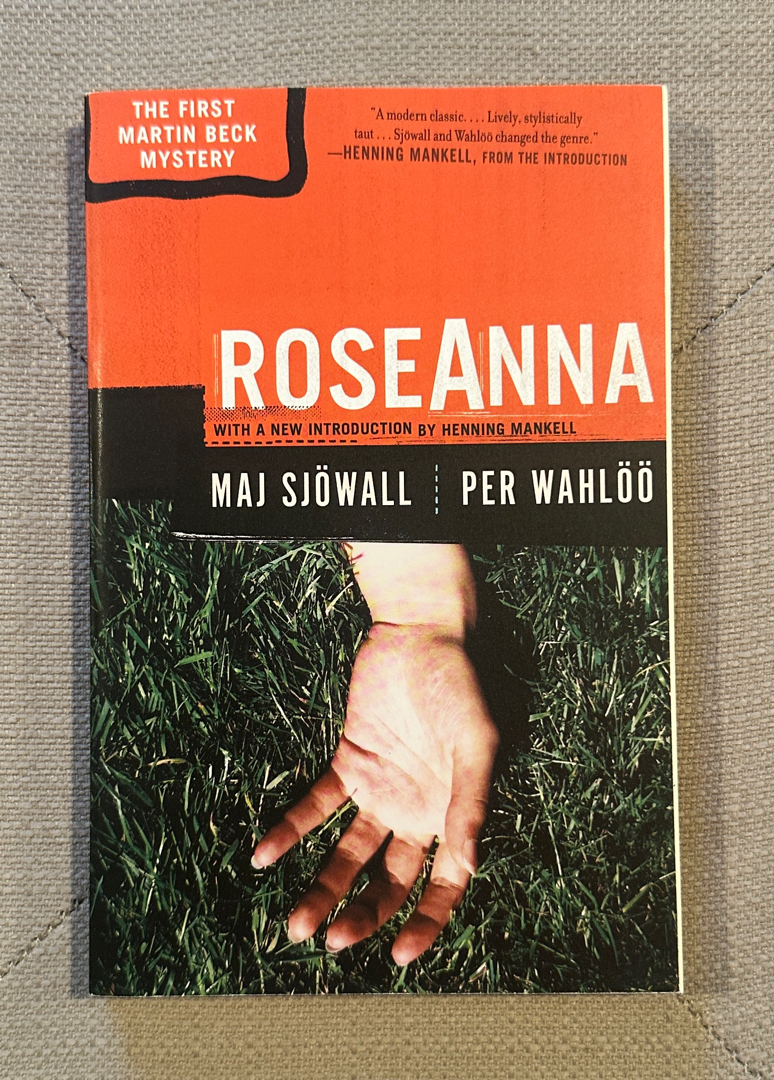 THE FIRST
MARTIN BECK
MYSTERY
"A modern classic. . . . Lively, stylistically
taut . . . Sjöwall and Wahlöö changed the genre."
—HENNING MANKELL, FROM THE INTRODUCTION
ROSEANNA
WITH A NEW INTRODUCTION BY HENNING MANKELL
MAJ SJÖWALL
PER WAHLÖÖ